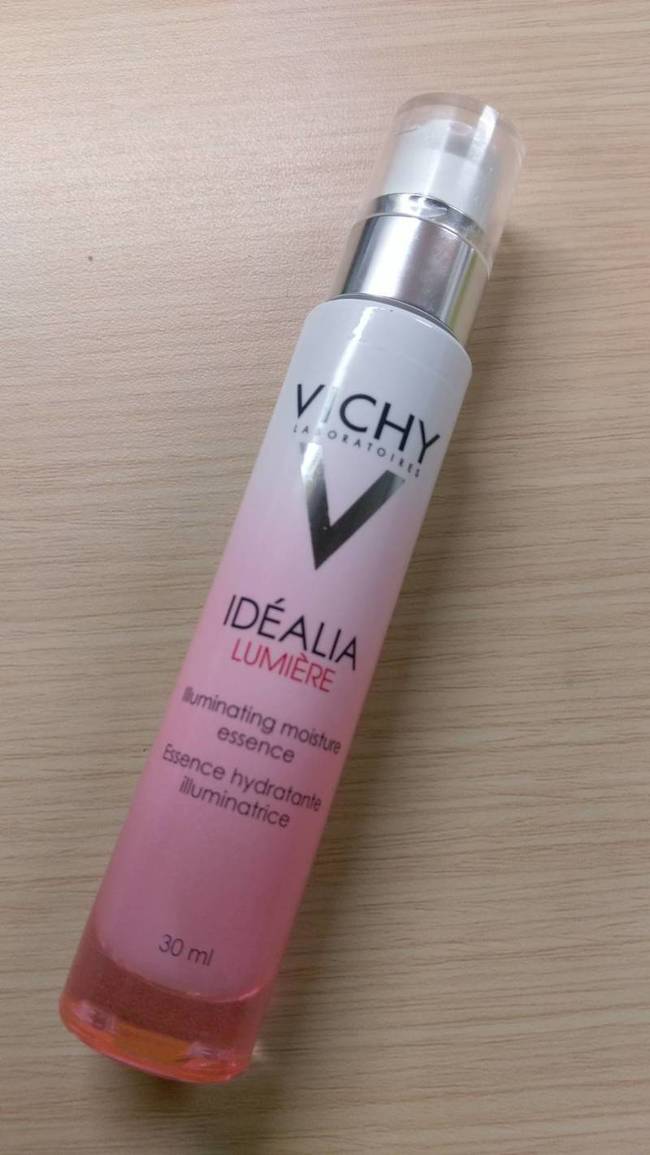 VICHY
LABORATOIRES
IDÉALIA
LUMIÈRE
Illuminating moisture
essence
Essence hydratante
illuminatrice
30 ml